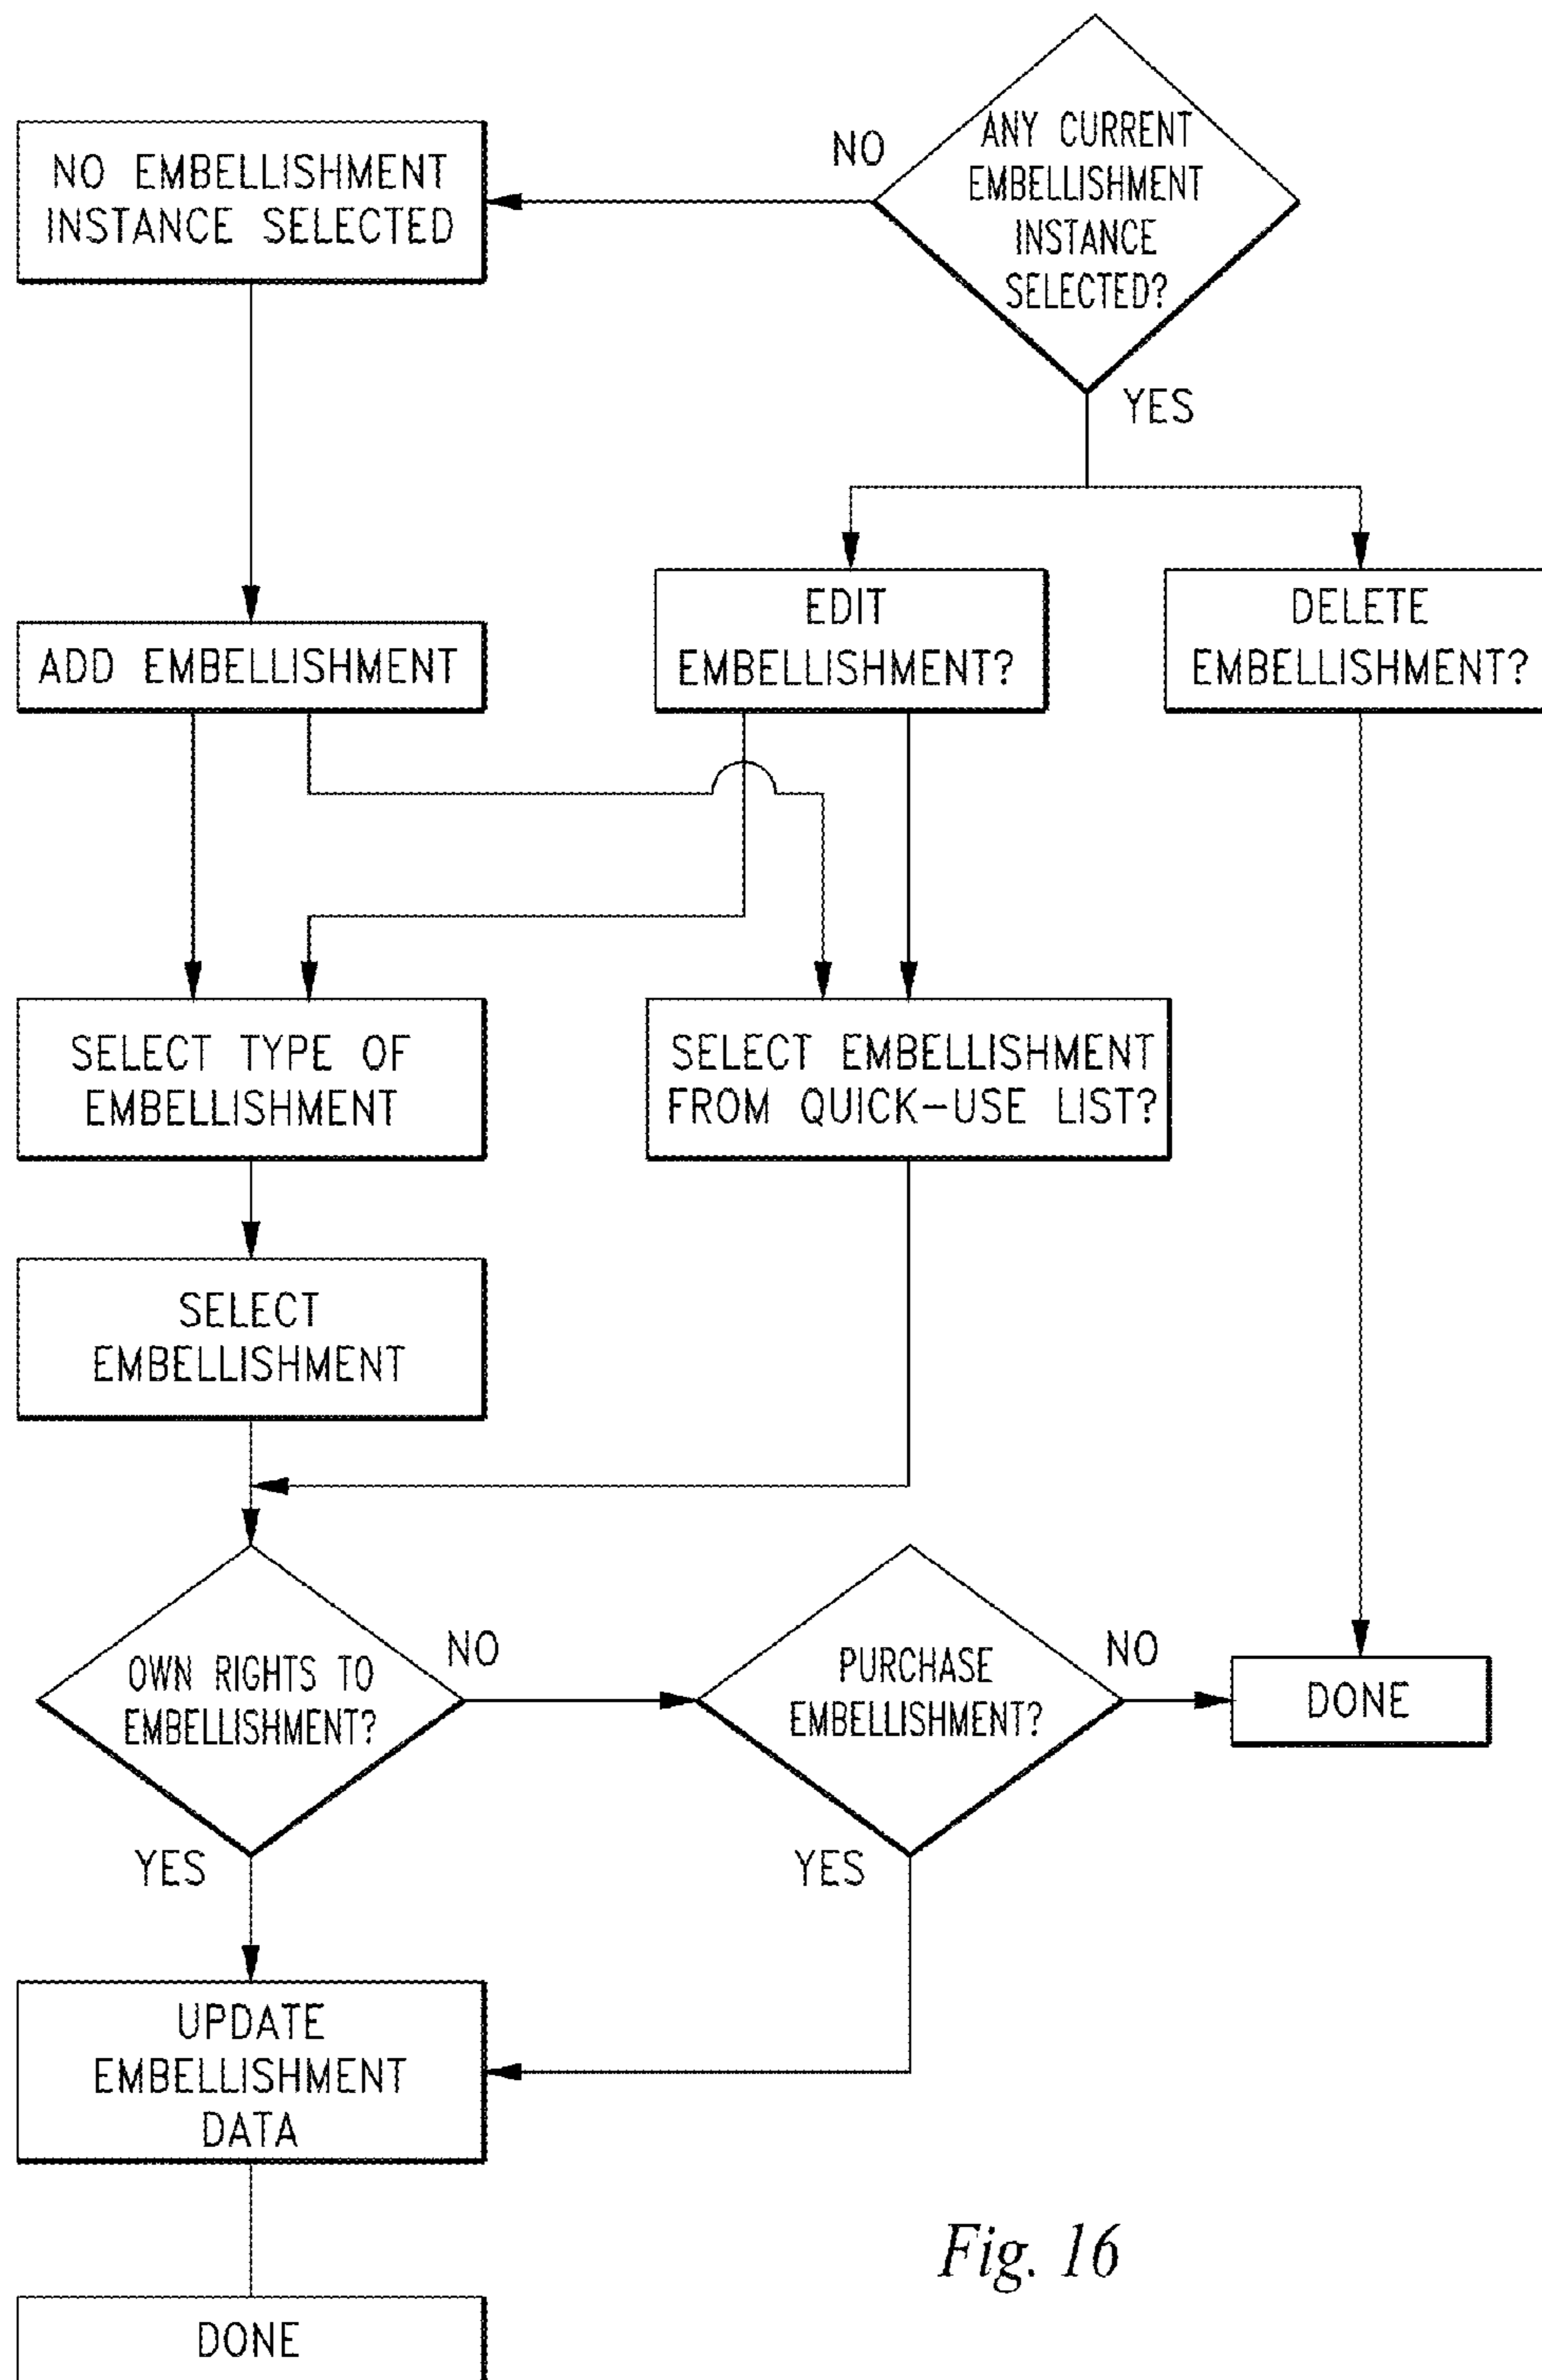 ANY CURRENT
EMBELLISHMENT
INSTANCE
SELECTED?
NO
NO EMBELLISHMENT
INSTANCE SELECTED
YES
ADD EMBELLISHMENT
EDIT
EMBELLISHMENT?
DELETE
EMBELLISHMENT?
SELECT TYPE OF
EMBELLISHMENT
SELECT EMBELLISHMENT
FROM QUICK-USE LIST?
SELECT
EMBELLISHMENT
OWN RIGHTS TO
EMBELLISHMENT?
NO
PURCHASE
EMBELLISHMENT?
NO
DONE
YES
YES
UPDATE
EMBELLISHMENT
DATA
DONE
Fig. 16